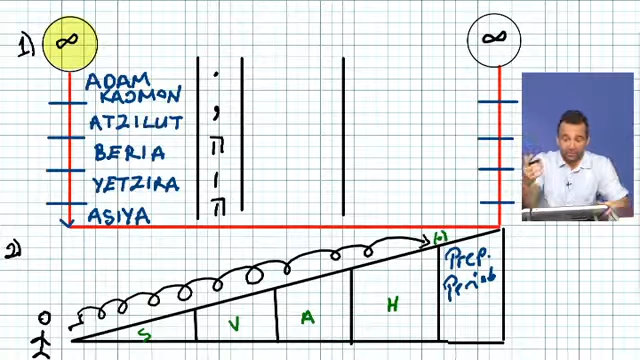 1)
∞
∞
ADAM
KADMON
ATZILUT
י
BERIA
ה
YETZIRA
ו
ASIYA
ה
2)
(•)
Prep.
Period
S
V
A
H